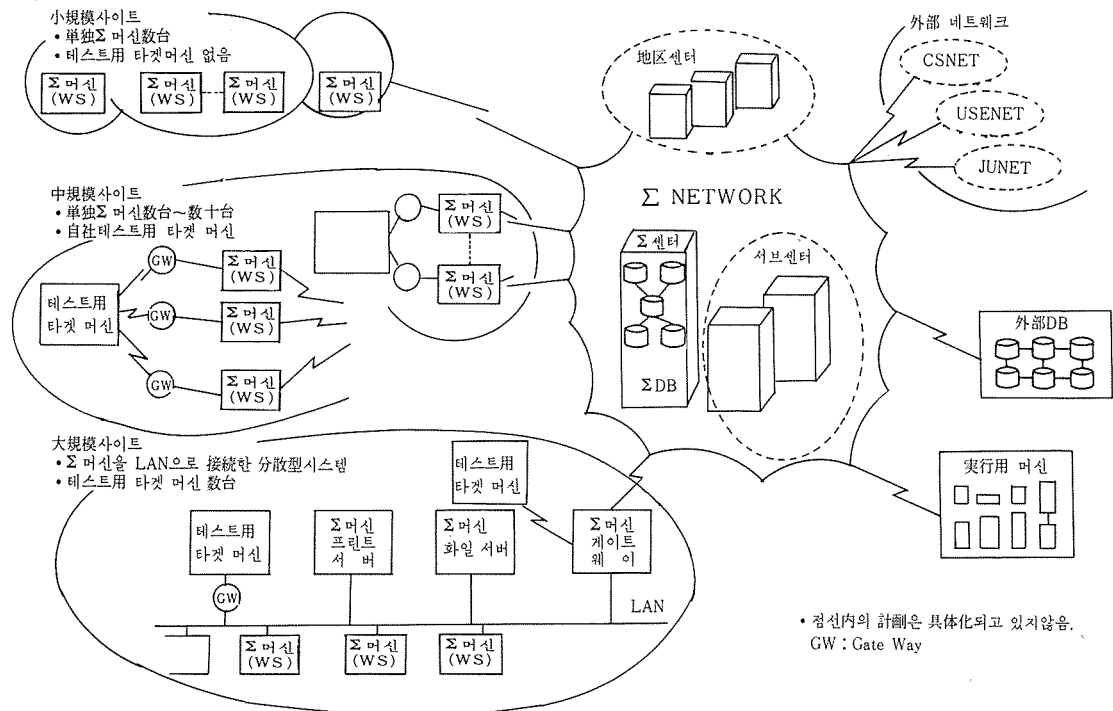 小規模사이트
• 単独Σ 머신数台
• 테스트用 타겟머신 없음
Σ 머신
(WS)
Σ 머신
(WS)
Σ 머신
(WS)
Σ 머신
(WS)
地区센터
外部 네트워크
CSNET
USENET
JUNET
Σ NETWORK
中規模사이트
• 単独Σ 머신数台~数十台
• 自社테스트用 타겟 머신
Σ 머신
(WS)
Σ 머신
(WS)
GW
GW
GW
Σ 머신
(WS)
Σ 머신
(WS)
Σ 머신
(WS)
테스트用
타겟 머신
Σ센터
ΣDB
서브센터
外部DB
大規模사이트
• Σ 머신을 LAN으로 接続한 分散型시스템
• 테스트用 타겟 머신 数台
테스트用
타겟 머신
実行用 머신
테스트用
타겟 머신
Σ머신
프린트
서 버
Σ 머신
화일 서버
Σ머신
게이트
웨 이
GW
LAN
Σ머신
(WS)
Σ머신
(WS)
Σ머신
(WS)
• 점선内의 計劃은 具体化되고 있지않음.
GW : Gate Way